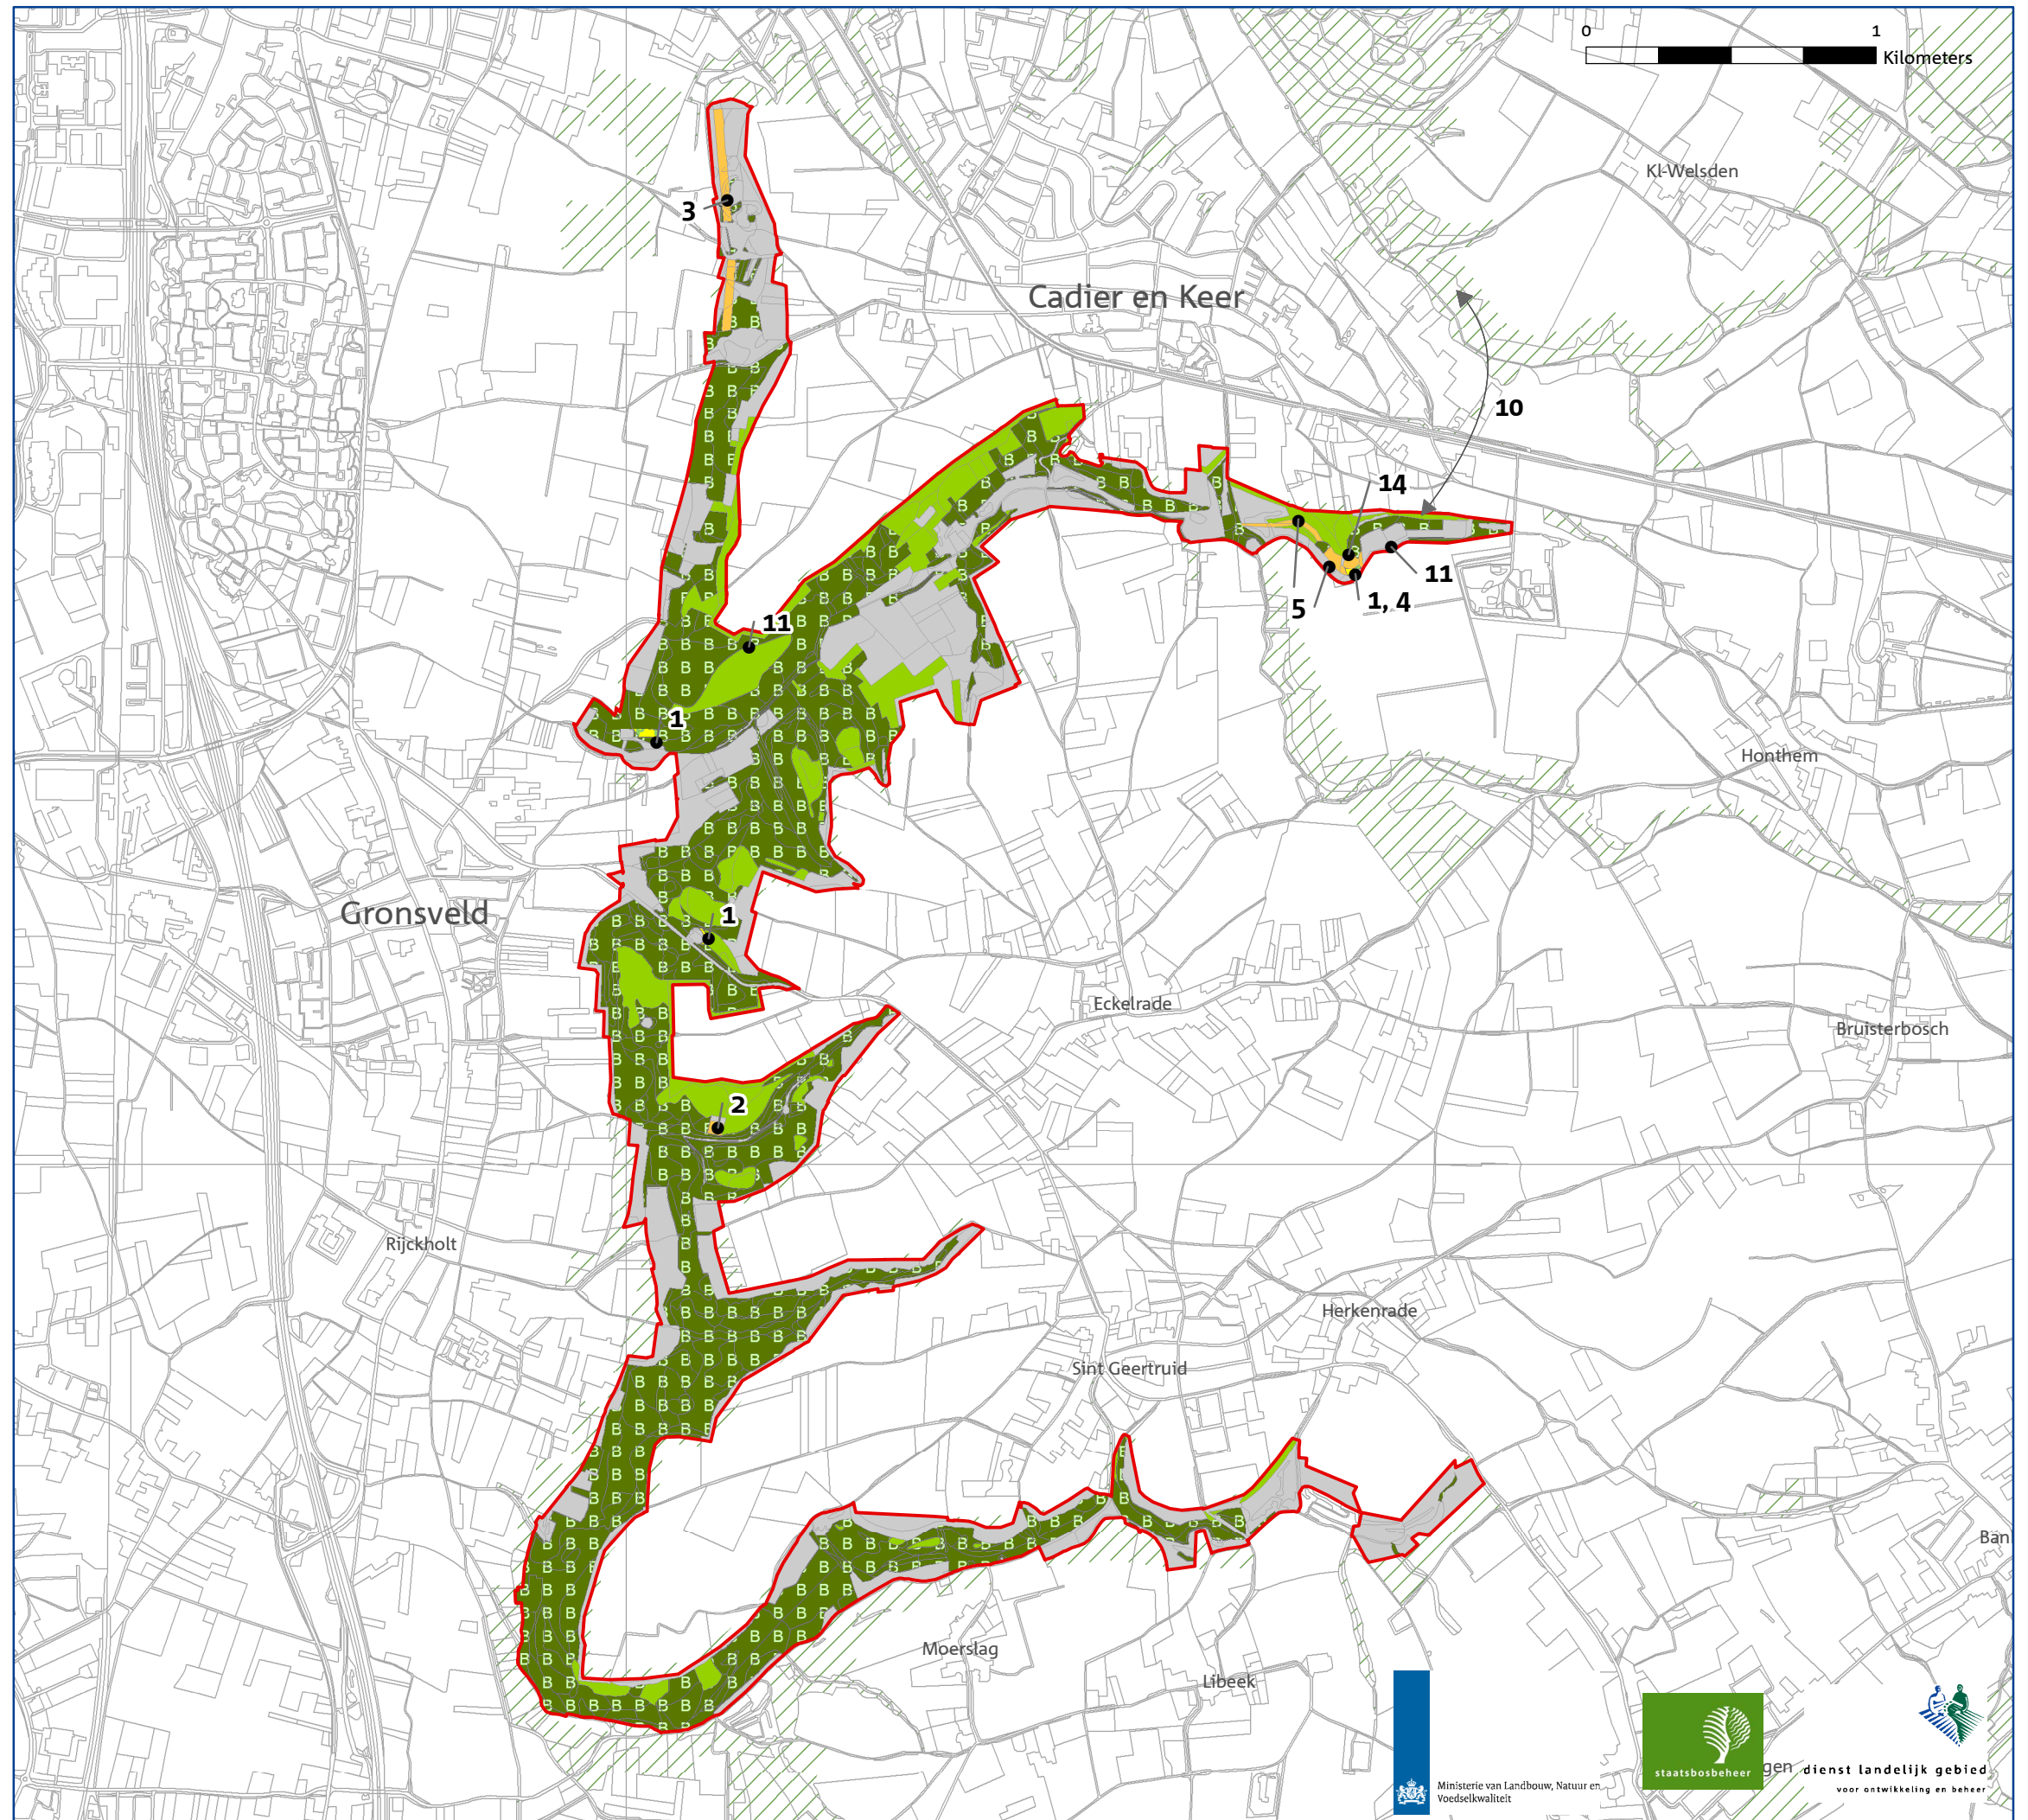 0 1
Kilometers
Kl-Welsden
3
Cadier en Keer
10
14
11
5
1, 4
11
1
Honthem
1
Gronsveld
Eckelrade
Bruisterbosch
2
Rijckholt
Herkenrade
Sint Geertruid
Ban
Moerslag
Libeek
staatsbosbeheer
gen
dienst landelijk gebied
voor ontwikkeling en beheer
Ministerie van Landbouw, Natuur en
Voedselkwaliteit